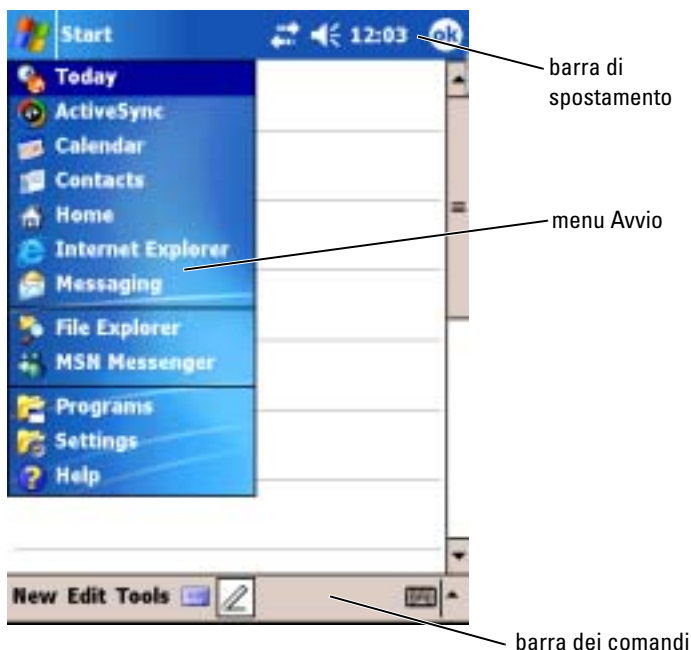 Start 12:03 ok
barra di
spostamento
Today
ActiveSync
Calendar
Contacts
Home
menu Avvio
Internet Explorer
Messaging
File Explorer
MSN Messenger
Programs
Settings
Help
New Edit Tools
barra dei comandi